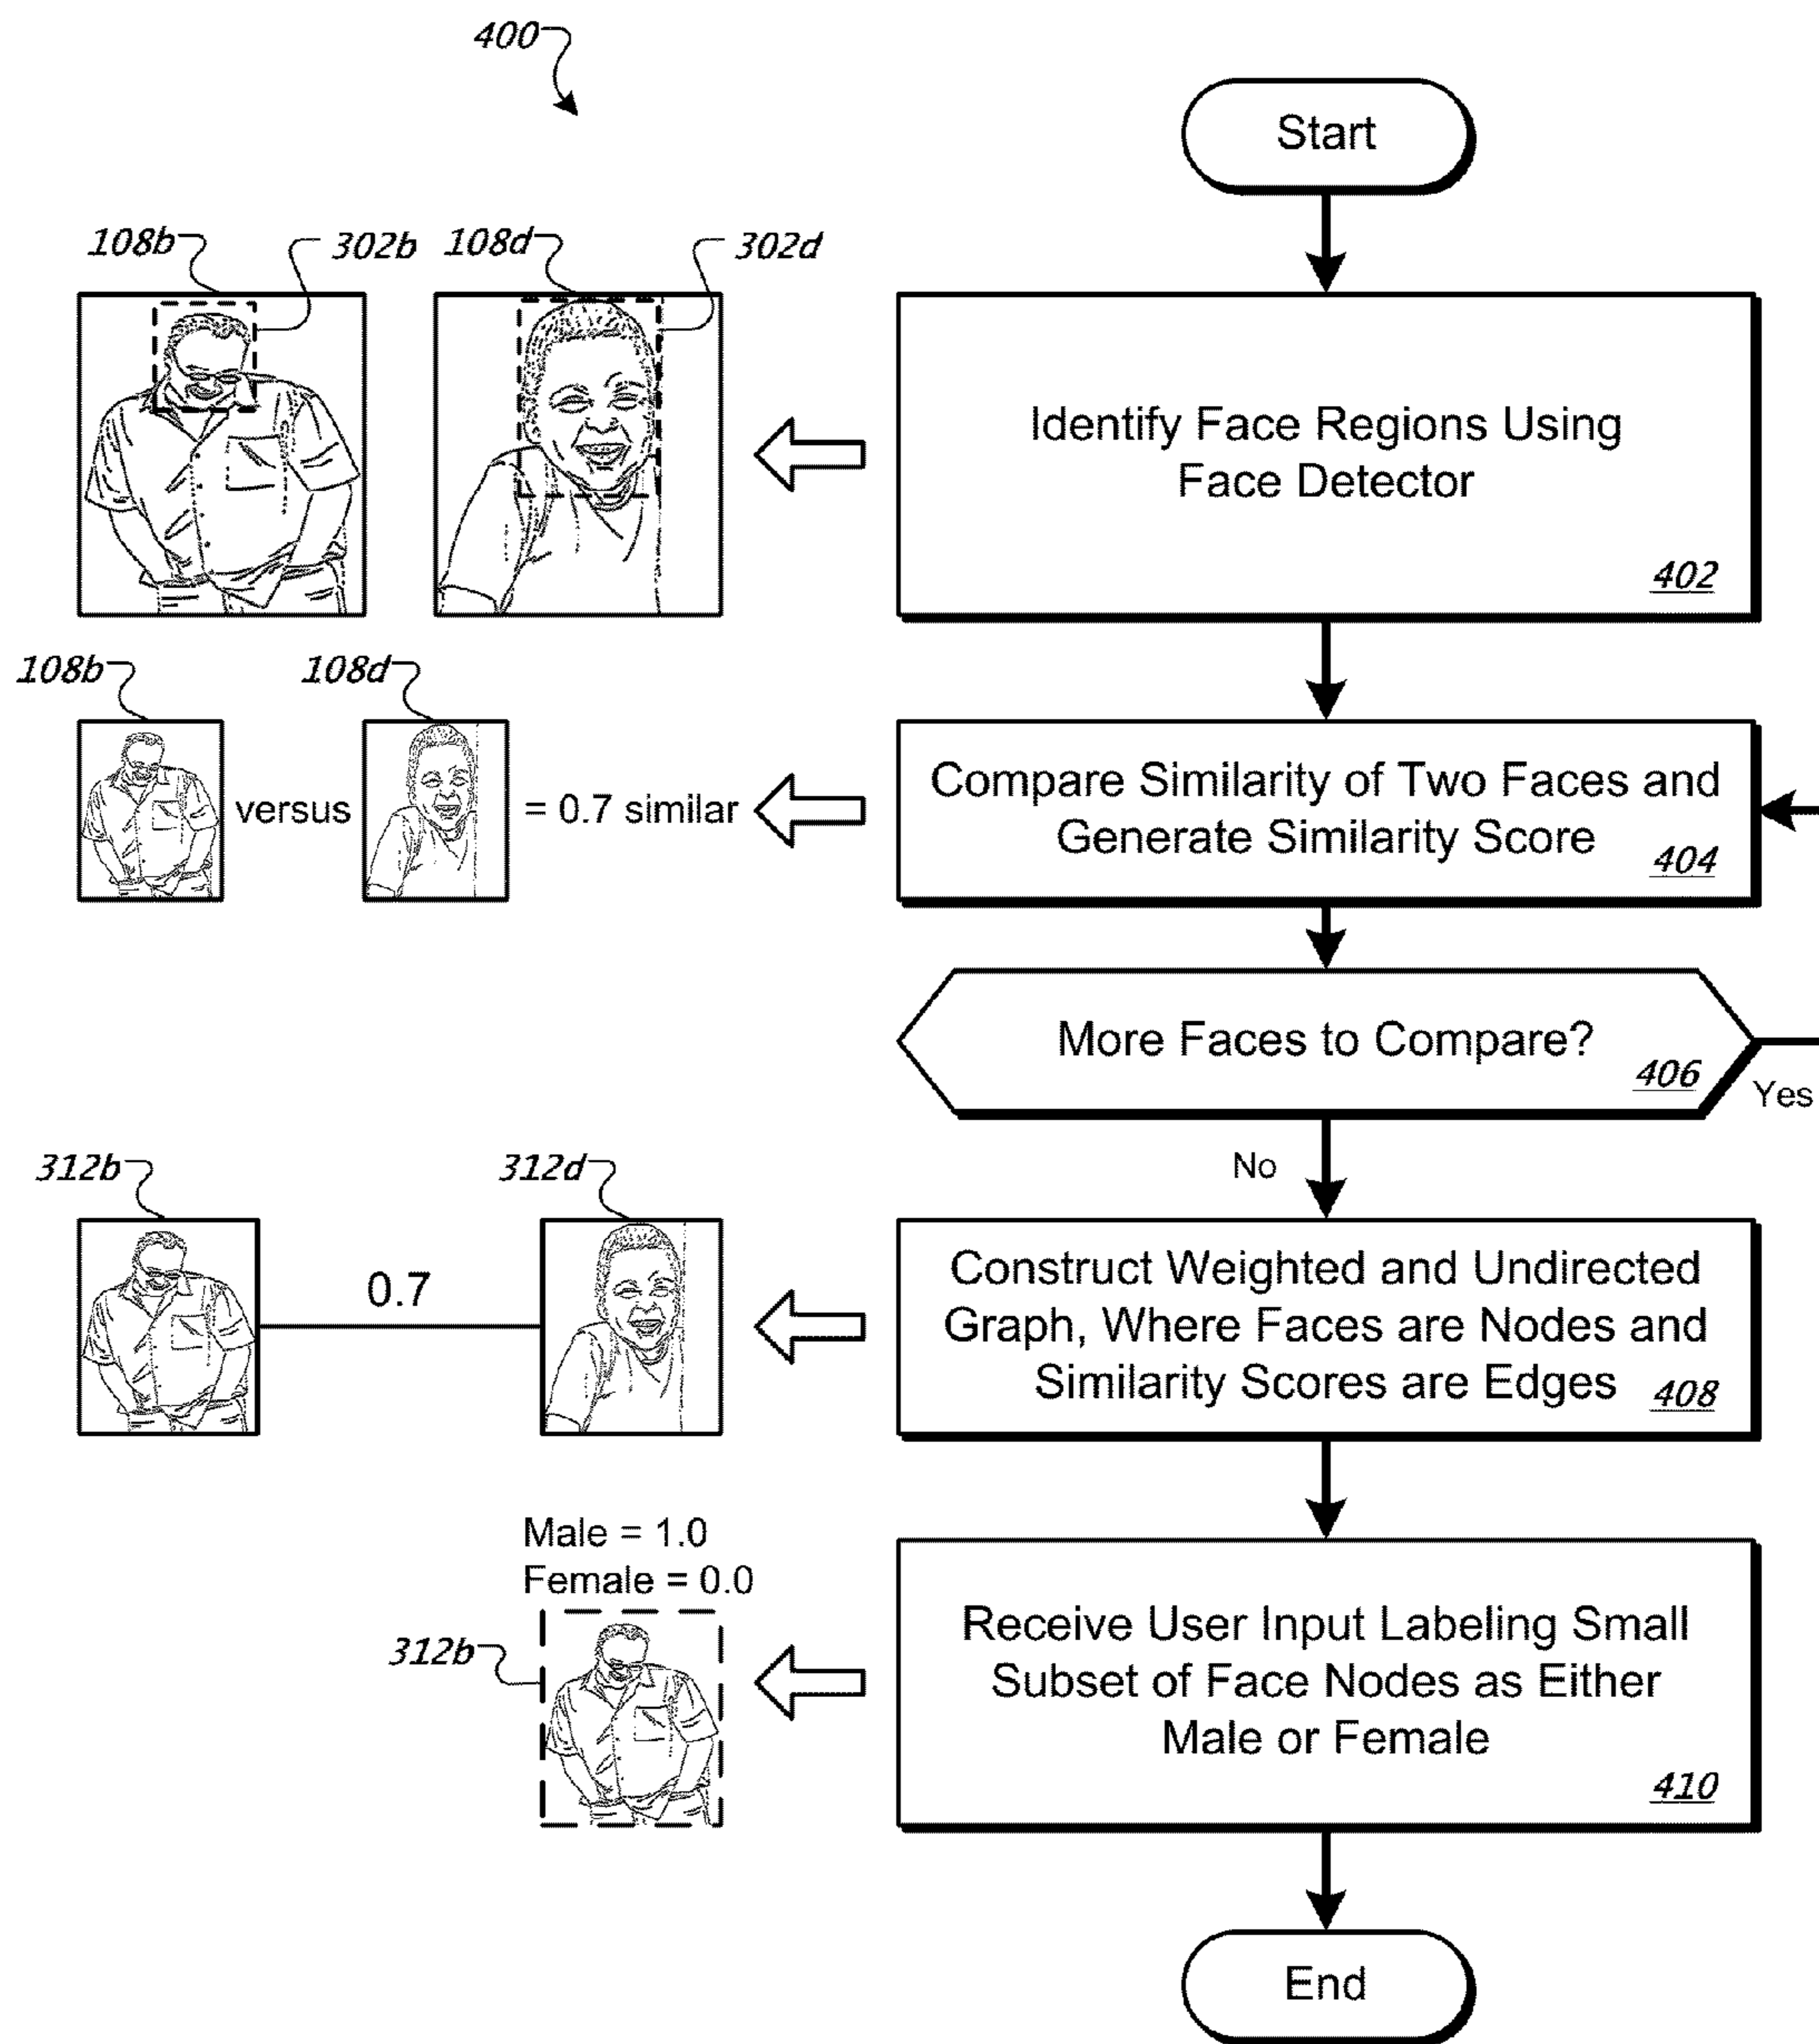 400
Start
108b
302b
108d
302d
Identify Face Regions Using
Face Detector
402
108b
108d
versus
= 0.7 similar
Compare Similarity of Two Faces and
Generate Similarity Score
404
More Faces to Compare?
406
Yes
No
312b
312d
0.7
Construct Weighted and Undirected
Graph, Where Faces are Nodes and
Similarity Scores are Edges
408
Male = 1.0
Female = 0.0
312b
Receive User Input Labeling Small
Subset of Face Nodes as Either
Male or Female
410
End